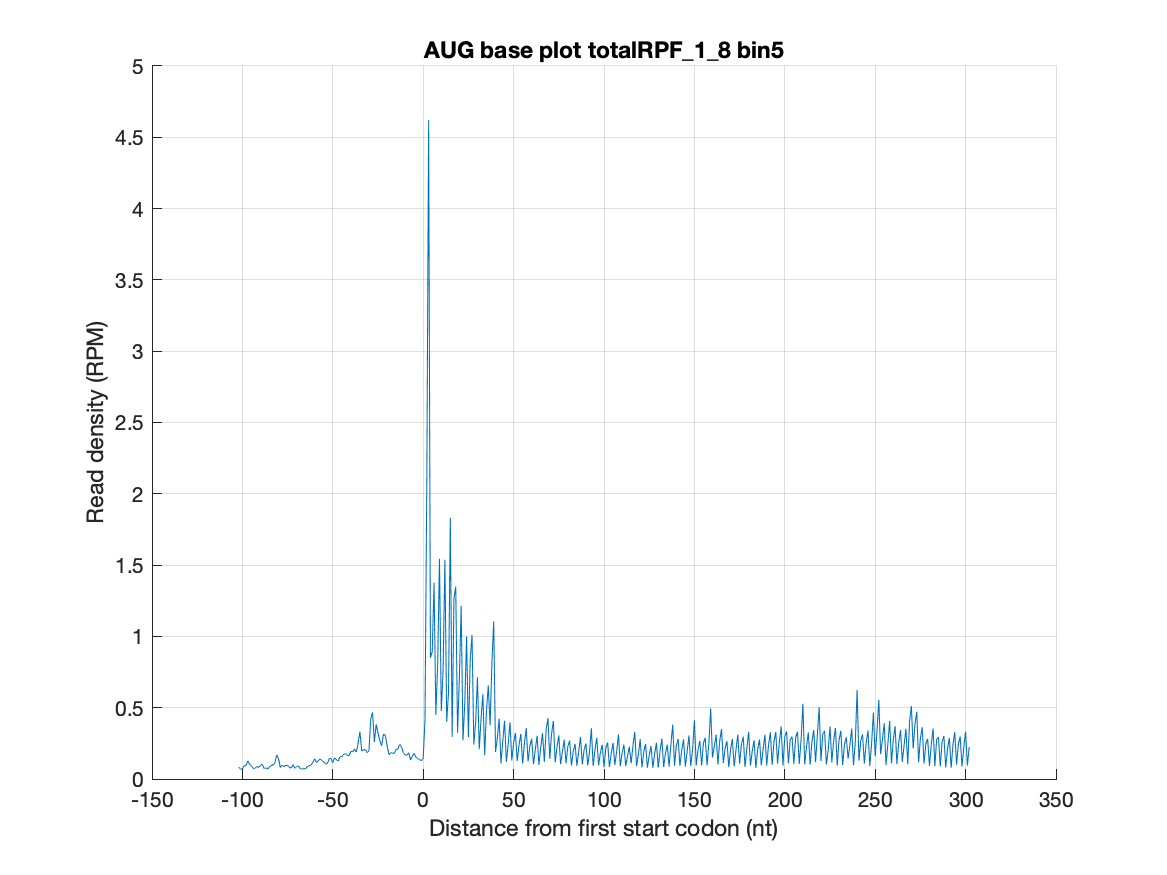 AUG base plot totalRPF_1_8 bin5
5
4.5
4
3.5
3
2.5
2
1.5
1
0.5
0
Read density (RPM)
-150 -100 -50 0 50 100 150 200 250 300 350
Distance from first start codon (nt)